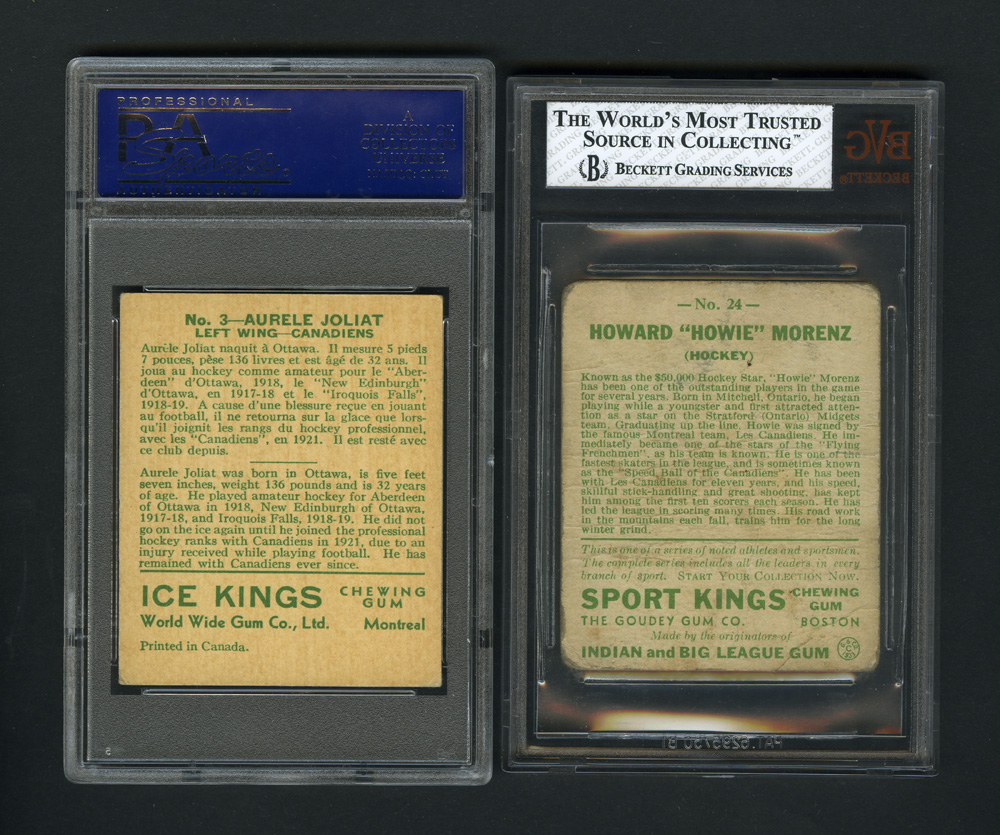 PROFESSIONAL
PSA
Sports
AUTHENTICATOR
A
DIVISION OF
COLLECTORS
UNIVERSE
NASDAQ: CLCT
No. 3—AURELE JOLIAT
LEFT WING—CANADIENS
Aurèle Joliat naquit à Ottawa. Il mesure 5 pieds
7 pouces, pèse 136 livres et est âgé de 32 ans. Il
joua au hockey comme amateur pour le "Aber-
deen" d'Ottawa, 1918, le "New Edinburgh"
d'Ottawa, en 1917-18 et le "Iroquois Falls",
1918-19. A cause d'une blessure reçue en jouant
au football, il ne retourna sur la glace que lors-
qu'il joignit les rangs du hockey professionnel,
avec les "Canadiens", en 1921. Il est resté avec
ce club depuis.
Aurele Joliat was born in Ottawa, is five feet
seven inches, weight 136 pounds and is 32 years
of age. He played amateur hockey for Aberdeen
of Ottawa in 1918, New Edinburgh of Ottawa,
1917-18, and Iroquois Falls, 1918-19. He did not
go on the ice again until he joined the professional
hockey ranks with Canadiens in 1921, due to an
injury received while playing football. He has
remained with Canadiens ever since.
ICE KINGS CHEWING
GUM
World Wide Gum Co., Ltd. Montreal
Printed in Canada.
THE WORLD'S MOST TRUSTED
SOURCE IN COLLECTING™
B BECKETT GRADING SERVICES
BVG
BECKETT
— No. 24 —
HOWARD "HOWIE" MORENZ
(HOCKEY)
Known as the $50,000 Hockey Star, "Howie" Morenz
has been one of the outstanding players in the game
for several years. Born in Mitchell, Ontario, he began
playing while a youngster and first attracted atten-
tion as a star on the Stratford (Ontario) Midgets
team. Graduating up the line, Howie was signed by
the famous Montreal team, Les Canadiens. He im-
mediately became one of the stars of the "Flying
Frenchmen", as his team is known. He is one of the
fastest skaters in the league, and is sometimes known
as the "Speed Ball of the Canadiens". He has been
with Les Canadiens for eleven years, and his speed,
skillful stick-handling and great shooting, has kept
him among the first ten scorers each season. He has
led the league in scoring many times. His road work
in the mountains each fall, trains him for the long
winter grind.
This is one of a series of noted athletes and sportsmen.
The complete series includes all the leaders in every
branch of sport. START YOUR COLLECTION NOW.
SPORT KINGS CHEWING
GUM
THE GOUDEY GUM CO. BOSTON
Made by the originators of
INDIAN and BIG LEAGUE GUM